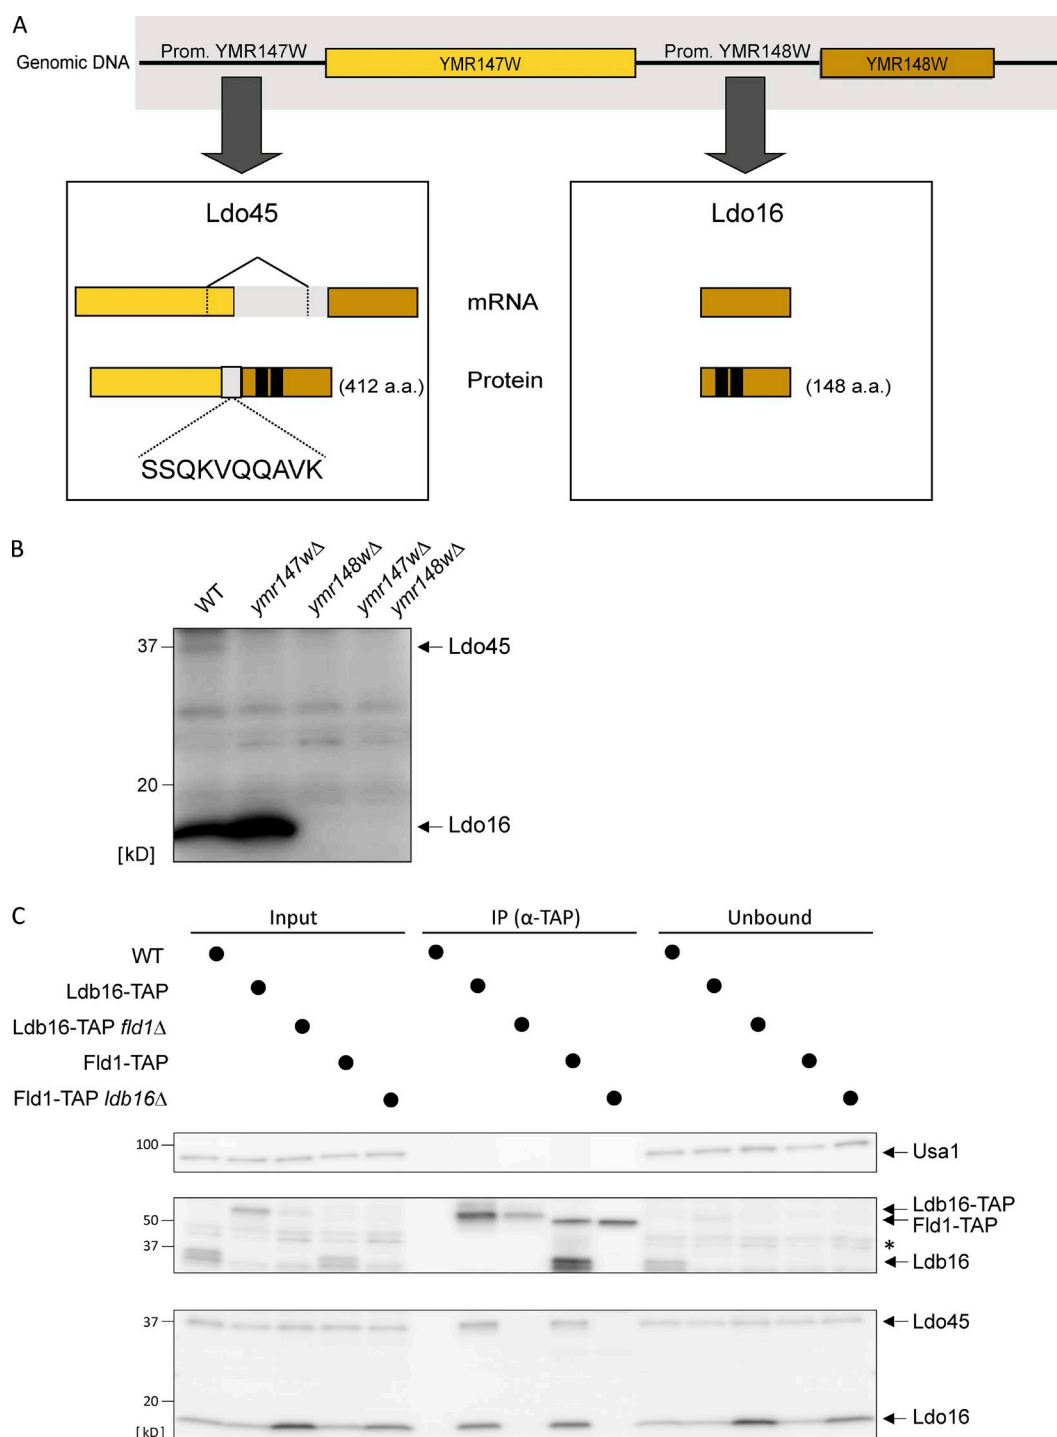 A
Genomic DNA
Prom. YMR147W
YMR147W
Prom. YMR148W
YMR148W
Ldo45
Ldo16
mRNA
Protein
(412 a.a.)
(148 a.a.)
SSQKVQQAVK
B
WT
ymr147wΔ
ymr148wΔ
ymr147wΔ
ymr148wΔ
37
Ldo45
20
Ldo16
[kD]
C
Input
IP (α-TAP)
Unbound
WT
Ldb16-TAP
Ldb16-TAP fld1Δ
Fld1-TAP
Fld1-TAP ldb16Δ
100
Usa1
Ldb16-TAP
50
Fld1-TAP
37
*
Ldb16
37
Ldo45
20
Ldo16
[kD]